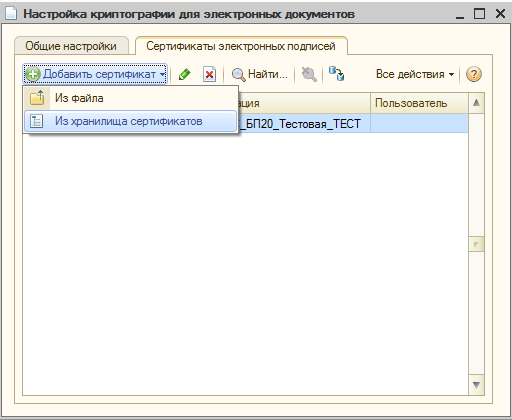 Настройка криптографии для электронных документов
Общие настройки
Сертификаты электронных подписей
Добавить сертификат
Найти...
Все действия
?
Из файла
Из хранилища сертификатов
ация
Пользователь
_БП20_Тестовая_ТЕСТ